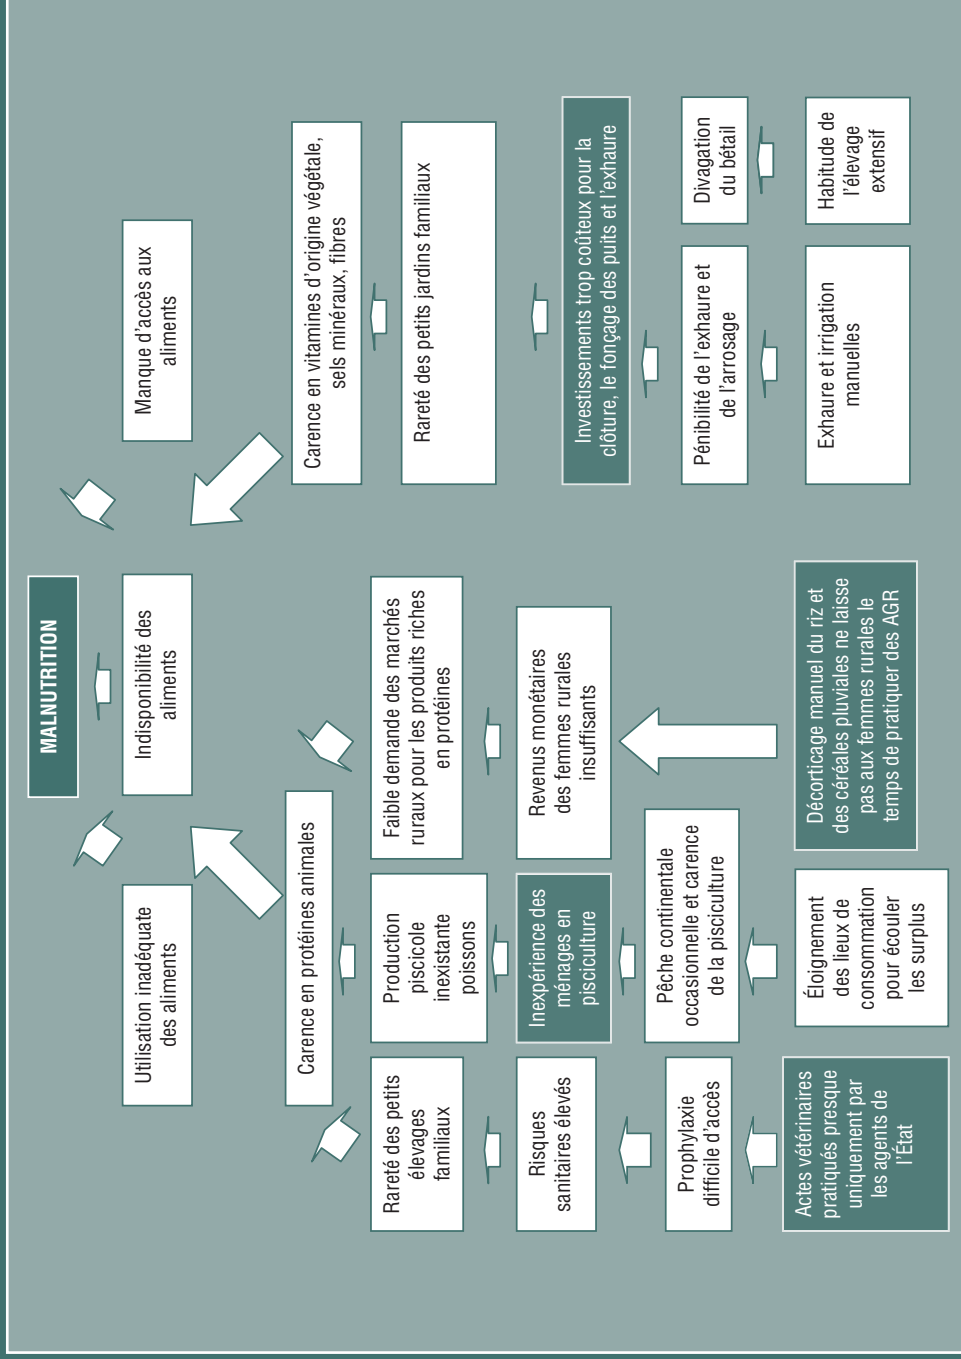 MALNUTRITION
Utilisation inadéquate
des aliments
Indisponibilité des
aliments
Manque d'accès aux
aliments
Carence en protéines animales
Carence en vitamines d'origine végétale,
sels minéraux, fibres
Rareté des petits
élevages
familiaux
Production
piscicole
inexistante
poissons
Faible demande des marchés
ruraux pour les produits riches
en protéines
Rareté des petits jardins familiaux
Risques
sanitaires élevés
Inexpérience des
ménages en
pisciculture
Revenus monétaires
des femmes rurales
insuffisants
Investissements trop coûteux pour la
clôture, le fonçage des puits et l'exhaure
Prophylaxie
difficile d'accès
Pêche continentale
occasionnelle et carence
de la pisciculture
Pénibilité de l'exhaure et
de l'arrosage
Divagation
du bétail
Actes vétérinaires
pratiqués presque
uniquement par
les agents de
l'État
Éloignement
des lieux de
consommation
pour écouler
les surplus
Décorticage manuel du riz et
des céréales pluviales ne laisse
pas aux femmes rurales le
temps de pratiquer des AGR
Exhaure et irrigation
manuelles
Habitude de
l'élevage
extensif